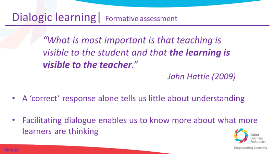 Dialogic learning| Formative assessment
"What is most important is that teaching is
visible to the student and that the learning is
visible to the teacher."
John Hattie (2009)
• A 'correct' response alone tells us little about understanding
• Facilitating dialogue enables us to know more about what more
learners are thinking